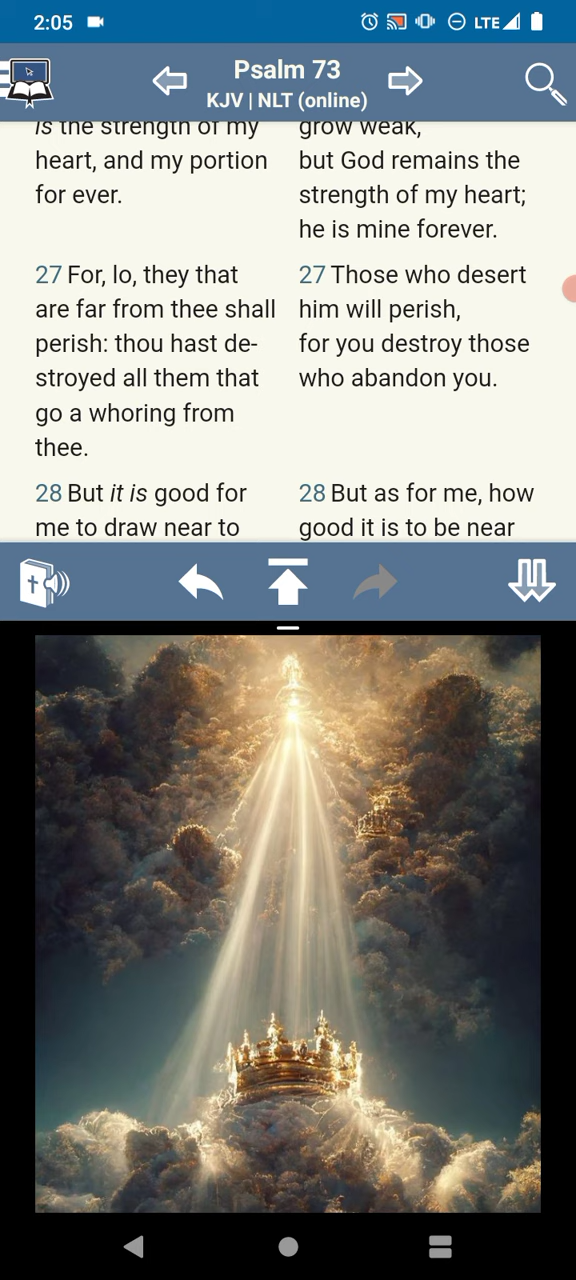 2:05
LTE
Psalm 73
KJV | NLT (online)
is the strength of my
heart, and my portion
for ever.
27 For, lo, they that
are far from thee shall
perish: thou hast de-
stroyed all them that
go a whoring from
thee.
28 But it is good for
me to draw near to
grow weak,
but God remains the
strength of my heart;
he is mine forever.
27 Those who desert
him will perish,
for you destroy those
who abandon you.
28 But as for me, how
good it is to be near